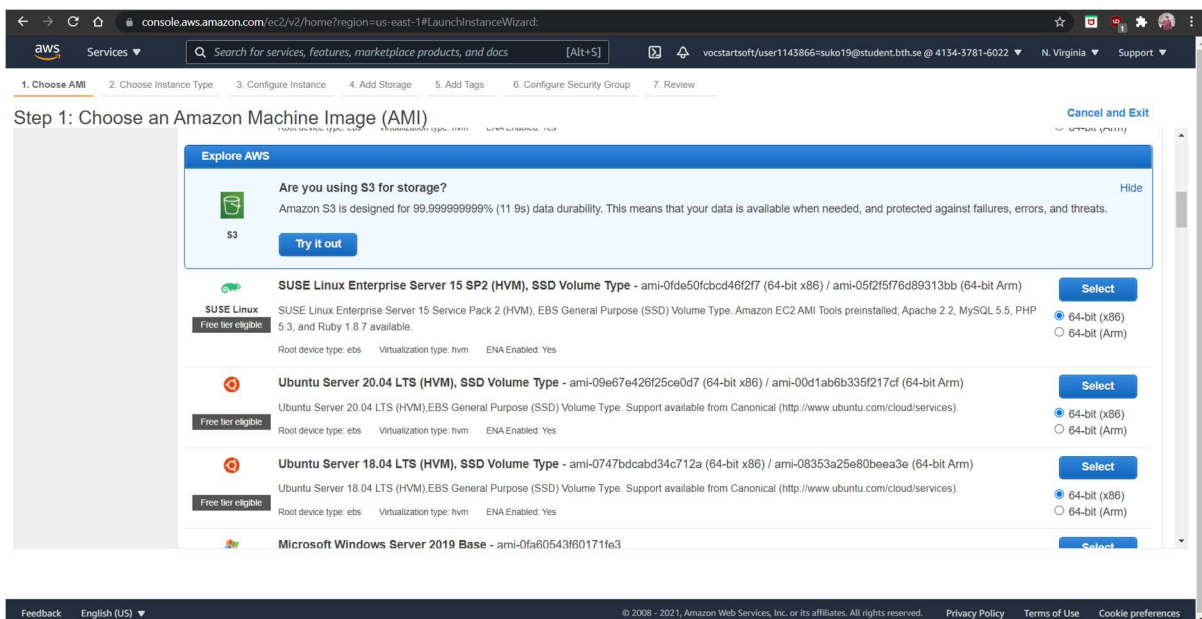 console.aws.amazon.com/ec2/v2/home?region=us-east-1#LaunchInstanceWizard:
aws Services ▼ Search for services, features, marketplace products, and docs [Alt+S] vocstartsoft/user1143866=suko19@student.bth.se @ 4134-3781-6022 ▼ N. Virginia ▼ Support ▼
1. Choose AMI 2. Choose Instance Type 3. Configure Instance 4. Add Storage 5. Add Tags 6. Configure Security Group 7. Review
Step 1: Choose an Amazon Machine Image (AMI) Cancel and Exit
Root device type: ebs Virtualization type: hvm ENA Enabled: Yes 64-bit (Arm)
Explore AWS
Are you using S3 for storage? Hide
Amazon S3 is designed for 99.999999999% (11 9s) data durability. This means that your data is available when needed, and protected against failures, errors, and threats.
S3
Try it out
SUSE Linux Enterprise Server 15 SP2 (HVM), SSD Volume Type - ami-0fde50fcbcd46f2f7 (64-bit x86) / ami-05f2f5f76d89313bb (64-bit Arm) Select
SUSE Linux SUSE Linux Enterprise Server 15 Service Pack 2 (HVM), EBS General Purpose (SSD) Volume Type. Amazon EC2 AMI Tools preinstalled; Apache 2.2, MySQL 5.5, PHP 64-bit (x86)
Free tier eligible 5.3, and Ruby 1.8.7 available. 64-bit (Arm)
Root device type: ebs Virtualization type: hvm ENA Enabled: Yes
Ubuntu Server 20.04 LTS (HVM), SSD Volume Type - ami-09e67e426f25ce0d7 (64-bit x86) / ami-00d1ab6b335f217cf (64-bit Arm) Select
Ubuntu Server 20.04 LTS (HVM),EBS General Purpose (SSD) Volume Type. Support available from Canonical (http://www.ubuntu.com/cloud/services). 64-bit (x86)
Free tier eligible Root device type: ebs Virtualization type: hvm ENA Enabled: Yes 64-bit (Arm)
Ubuntu Server 18.04 LTS (HVM), SSD Volume Type - ami-0747bdcabd34c712a (64-bit x86) / ami-08353a25e80beea3e (64-bit Arm) Select
Ubuntu Server 18.04 LTS (HVM),EBS General Purpose (SSD) Volume Type. Support available from Canonical (http://www.ubuntu.com/cloud/services). 64-bit (x86)
Free tier eligible Root device type: ebs Virtualization type: hvm ENA Enabled: Yes 64-bit (Arm)
Microsoft Windows Server 2019 Base - ami-0fa60543f60171fe3 Select
Feedback English (US) ▼ © 2008 - 2021, Amazon Web Services, Inc. or its affiliates. All rights reserved. Privacy Policy Terms of Use Cookie preferences